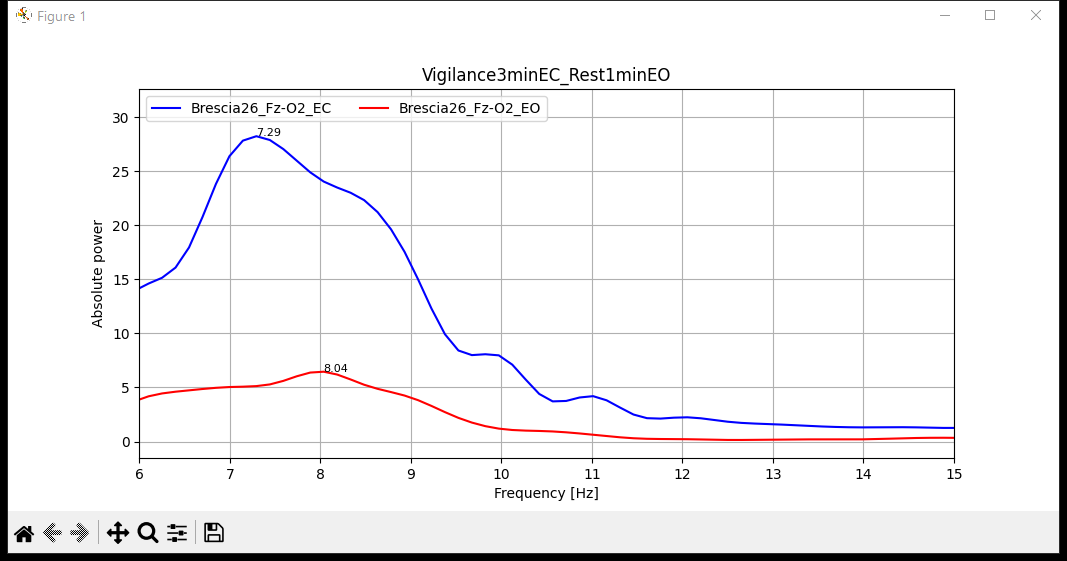 Figure 1
Vigilance3minEC_Rest1minEO
Brescia26_Fz-O2_EC
Brescia26_Fz-O2_EO
7.29
8.04
Absolute power
30
25
20
15
10
5
0
6 7 8 9 10 11 12 13 14 15
Frequency [Hz]